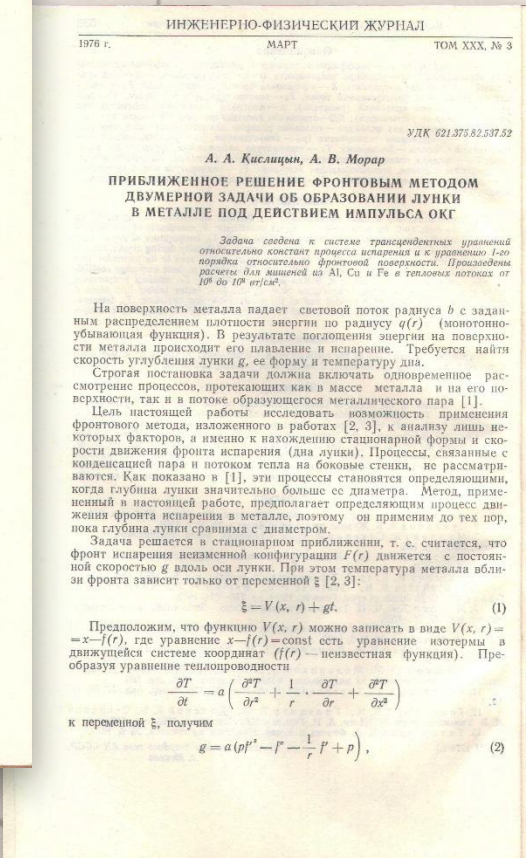 ИНЖЕНЕРНО-ФИЗИЧЕСКИЙ ЖУРНАЛ
1976 г. МАРТ ТОМ XXX, № 3
УДК 621.375.82.537.52
А. А. Кислицын, А. В. Морар
ПРИБЛИЖЕННОЕ РЕШЕНИЕ ФРОНТОВЫМ МЕТОДОМ
ДВУМЕРНОЙ ЗАДАЧИ ОБ ОБРАЗОВАНИИ ЛУНКИ
В МЕТАЛЛЕ ПОД ДЕЙСТВИЕМ ИМПУЛЬСА ОКГ
Задача сведена к системе трансцендентных уравнений
относительно констант процесса испарения и к уравнению 1-го
порядка относительно фронтовой поверхности. Произведены
расчеты для мишеней из Al, Cu и Fe в тепловых потоках от
до вт/см².
На поверхность металла падает световой поток радиуса b с задан-
ным распределением плотности энергии по радиусу q(r) (монотонно-
убывающая функция). В результате поглощения энергии на поверхно-
сти металла происходит его плавление и испарение. Требуется найти
скорость углубления лунки g, ее форму и температуру дна.
Строгая постановка задачи должна включать одновременное рас-
смотрение процессов, протекающих как в массе металла и на его по-
верхности, так и в потоке образующегося металлического пара [1].
Цель настоящей работы исследовать возможность применения
фронтового метода, изложенного в работах [2, 3], к анализу лишь не-
которых факторов, а именно к нахождению стационарной формы и ско-
рости движения фронта испарения (дна лунки). Процессы, связанные с
конденсацией пара и потоком тепла на боковые стенки, не рассматри-
ваются. Как показано в [1], эти процессы становятся определяющими,
когда глубина лунки значительно больше ее диаметра. Метод, приме-
ненный в настоящей работе, предполагает определяющим процесс дви-
жения фронта испарения в металле, поэтому он применим до тех пор,
пока глубина лунки сравнима с диаметром.
Задача решается в стационарном приближении, т. е. считается, что
фронт испарения неизменной конфигурации F(r) движется с постоян-
ной скоростью g вдоль оси лунки. При этом температура металла вбли-
зи фронта зависит только от переменной ξ [2, 3]:
ξ = V(x, r) + gt. (1)
Предположим, что функцию V(x, r) можно записать в виде V(x, r)=
=x—f(r), где уравнение x—f(r)=const есть уравнение изотермы в
движущейся системе координат (f(r) — неизвестная функция). Пре-
образуя уравнение теплопроводности
∂T/∂t = a (∂²T/∂r² + 1/r · ∂T/∂r + ∂²T/∂x²)
к переменной ξ, получим
g = a (pf′² — f″ — 1/r f′ + p), (2)